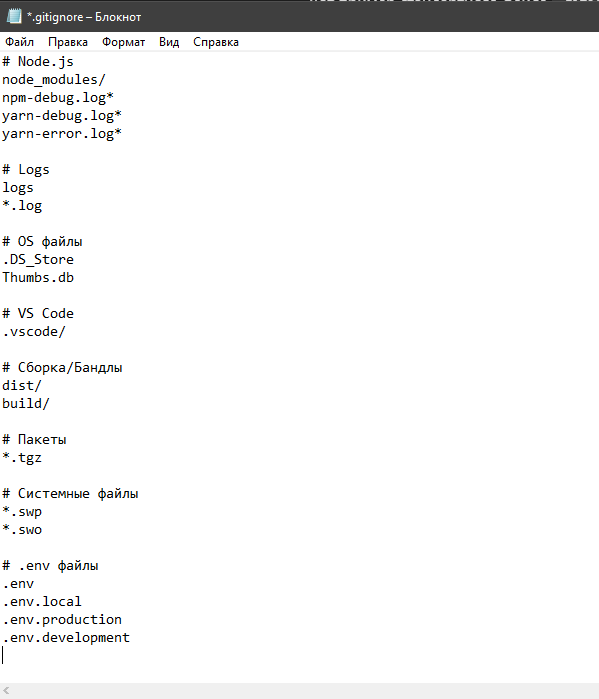 *.gitignore – Блокнот
Файл Правка Формат Вид Справка
# Node.js
node_modules/
npm-debug.log*
yarn-debug.log*
yarn-error.log*
# Logs
logs
*.log
# OS файлы
.DS_Store
Thumbs.db
# VS Code
.vscode/
# Сборка/Бандлы
dist/
build/
# Пакеты
*.tgz
# Системные файлы
*.swp
*.swo
# .env файлы
.env
.env.local
.env.production
.env.development